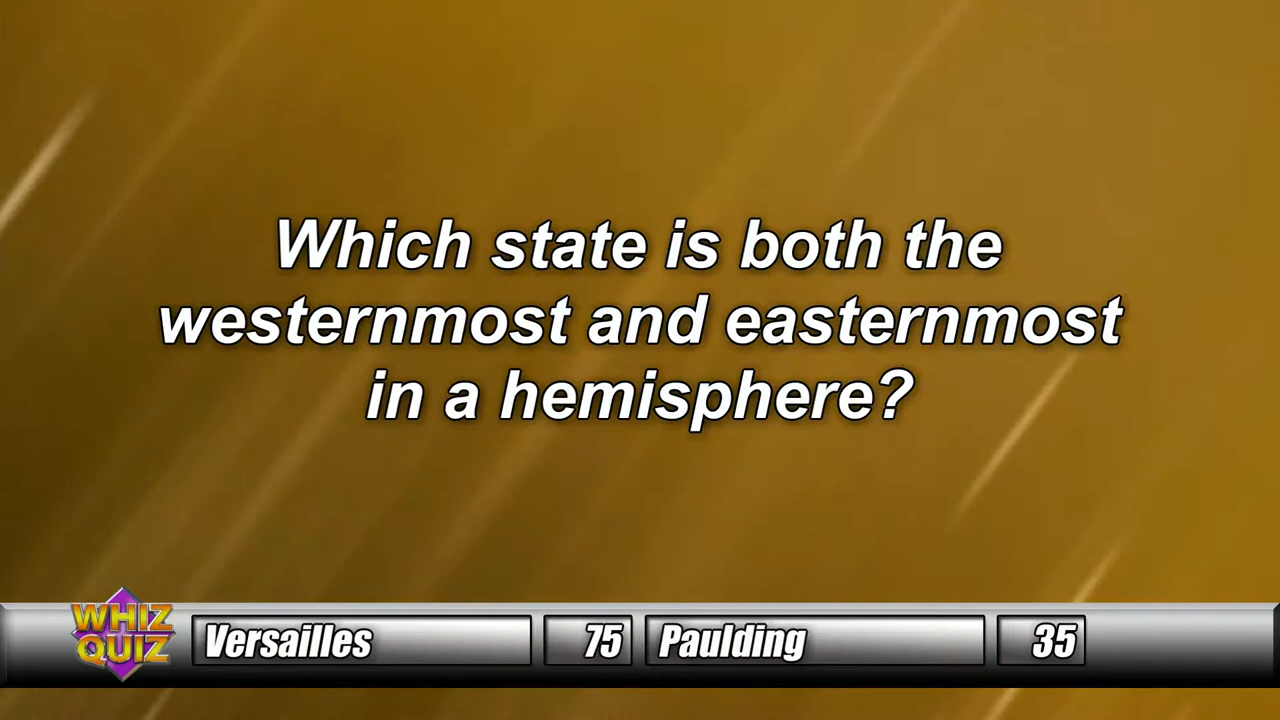 Which state is both the
westernmost and easternmost
in a hemisphere?
WHIZ
QUIZ
Versailles 75 Paulding 35